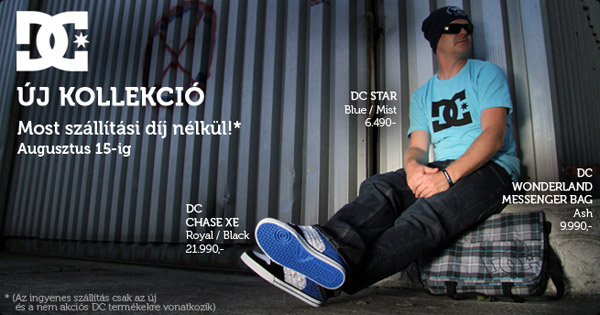 DC
ÚJ KOLLEKCIÓ
Most szállítási díj nélkül!*
Augusztus 15-ig
DC STAR
Blue / Mist
6.490,-
DC
WONDERLAND
MESSENGER BAG
Ash
9.990,-
DC
CHASE XE
Royal / Black
21.990,-
* (Az ingyenes szállítás csak az új
és a nem akciós DC termékekre vonatkozik)